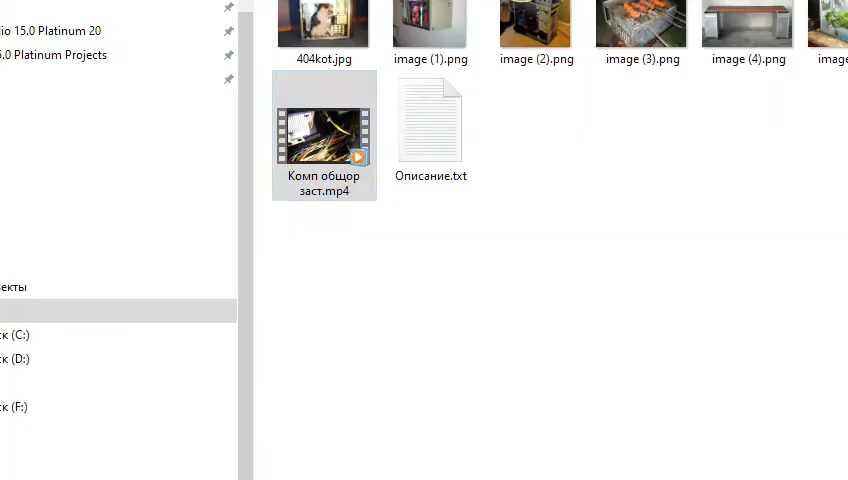 dio 15.0 Platinum 20
5.0 Platinum Projects
404kot.jpg
image (1).png
image (2).png
image (3).png
image (4).png
image
Комп общор
заст.mp4
Описание.txt
екты
ск (C:)
ск (D:)
ск (F:)